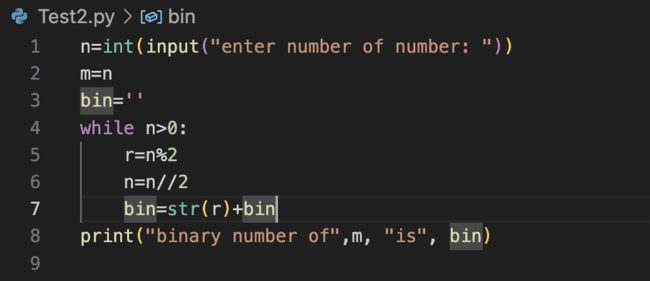 Test2.py > bin
1 n=int(input("enter number of number: "))
2 m=n
3 bin=''
4 while n>0:
5     r=n%2
6     n=n//2
7     bin=str(r)+bin
8 print("binary number of",m, "is", bin)
9